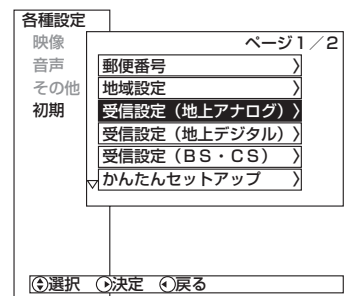 各種設定
映像
音声
その他
初期
ページ1／2
郵便番号 〉
地域設定 〉
受信設定（地上アナログ）〉
受信設定（地上デジタル）〉
受信設定（BS・CS） 〉
かんたんセットアップ 〉
選択 決定 戻る